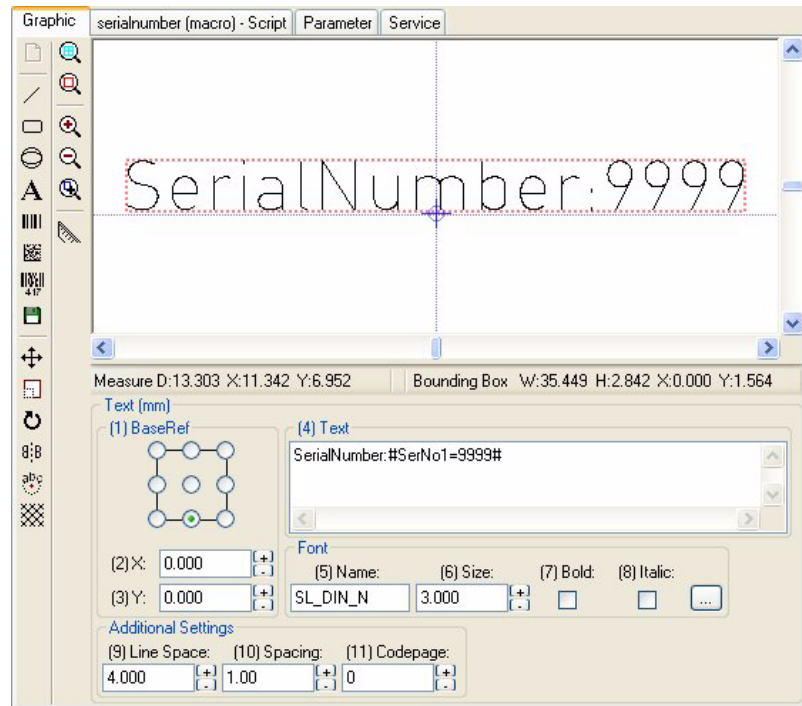 Graphic serialnumber (macro) - Script Parameter Service
A
417
SerialNumber:9999
Measure D:13.303 X:11.342 Y:6.952 Bounding Box W:35.449 H:2.842 X:0.000 Y:1.564
Text (mm)
(1) BaseRef (4) Text
SerialNumber:#SerNo1=9999#
B B
abc
Font
(2) X: 0.000 (5) Name: (6) Size: (7) Bold: (8) Italic:
(3) Y: 0.000 SL_DIN_N 3.000 ...
Additional Settings
(9) Line Space: (10) Spacing: (11) Codepage:
4.000 1.00 0